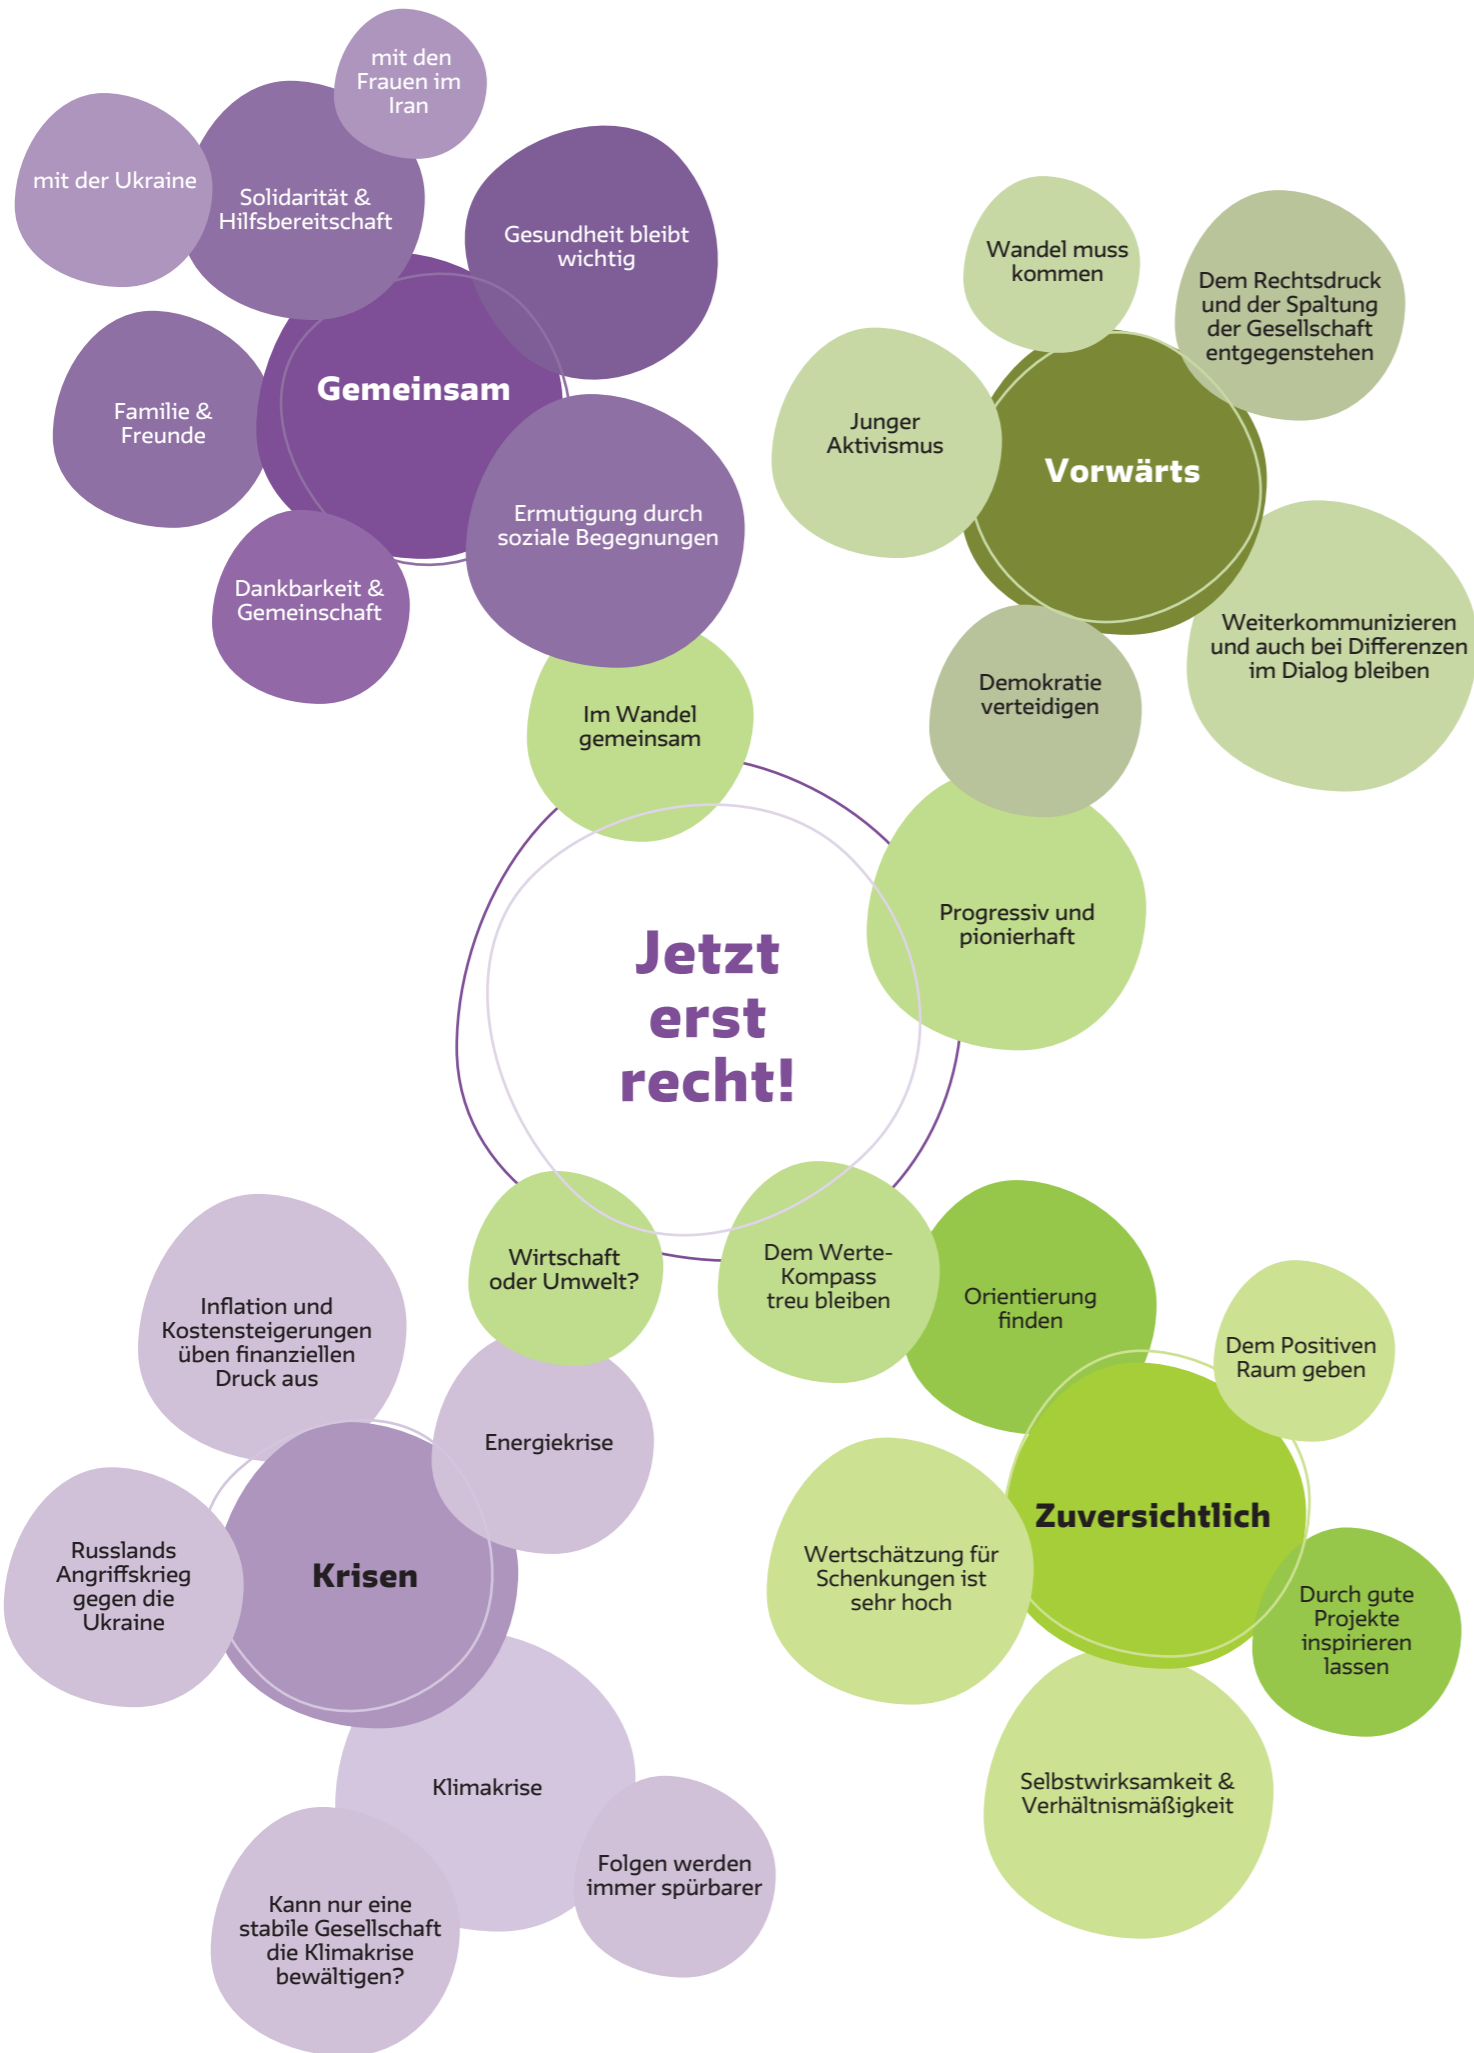 mit den
Frauen im
Iran
mit der Ukraine
Solidarität &
Hilfsbereitschaft
Gesundheit bleibt
wichtig
Gemeinsam
Familie &
Freunde
Ermutigung durch
soziale Begegnungen
Dankbarkeit &
Gemeinschaft
Im Wandel
gemeinsam
Wandel muss
kommen
Dem Rechtsdruck
und der Spaltung
der Gesellschaft
entgegenstehen
Junger
Aktivismus
Vorwärts
Weiterkommunizieren
und auch bei Differenzen
im Dialog bleiben
Demokratie
verteidigen
Progressiv und
pionierhaft
Jetzt
erst
recht!
Wirtschaft
oder Umwelt?
Dem Werte-
Kompass
treu bleiben
Inflation und
Kostensteigerungen
üben finanziellen
Druck aus
Energiekrise
Russlands
Angriffskrieg
gegen die
Ukraine
Krisen
Klimakrise
Folgen werden
immer spürbarer
Kann nur eine
stabile Gesellschaft
die Klimakrise
bewältigen?
Orientierung
finden
Dem Positiven
Raum geben
Zuversichtlich
Wertschätzung für
Schenkungen ist
sehr hoch
Durch gute
Projekte
inspirieren
lassen
Selbstwirksamkeit &
Verhältnismäßigkeit